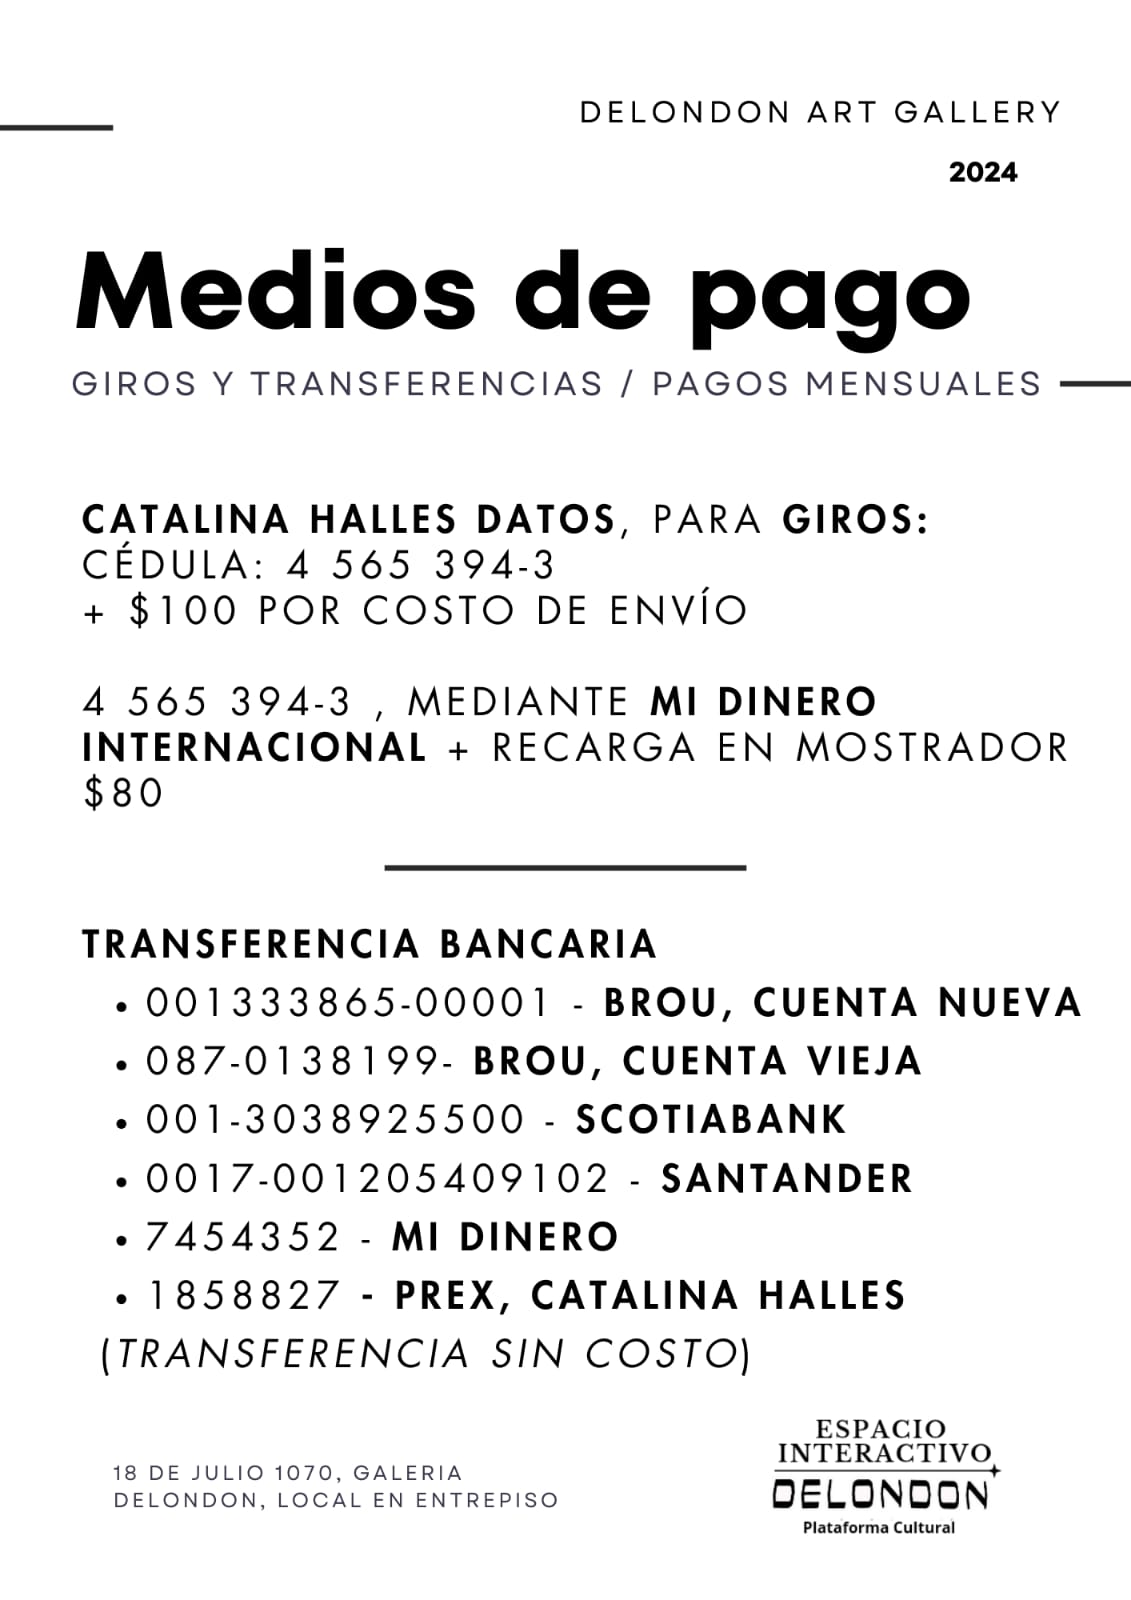 DELONDON ART GALLERY
2024
Medios de pago
GIROS Y TRANSFERENCIAS / PAGOS MENSUALES
CATALINA HALLES DATOS, PARA GIROS:
CÉDULA: 4 565 394-3
+ $100 POR COSTO DE ENVÍO
4 565 394-3 , MEDIANTE MI DINERO
INTERNACIONAL + RECARGA EN MOSTRADOR
$80
TRANSFERENCIA BANCARIA
• 001333865-00001 - BROU, CUENTA NUEVA
• 087-0138199- BROU, CUENTA VIEJA
• 001-3038925500 - SCOTIABANK
• 0017-001205409102 - SANTANDER
• 7454352 - MI DINERO
• 1858827 - PREX, CATALINA HALLES
(TRANSFERENCIA SIN COSTO)
18 DE JULIO 1070, GALERIA
DELONDON, LOCAL EN ENTREPISO
ESPACIO
INTERACTIVO
DELONDON
Plataforma Cultural